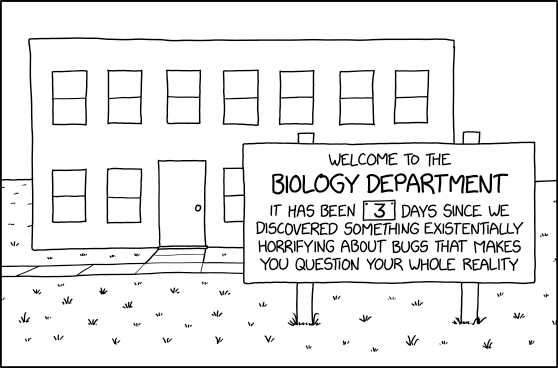 WELCOME TO THE
BIOLOGY DEPARTMENT
IT HAS BEEN 3 DAYS SINCE WE
DISCOVERED SOMETHING EXISTENTIALLY
HORRIFYING ABOUT BUGS THAT MAKES
YOU QUESTION YOUR WHOLE REALITY